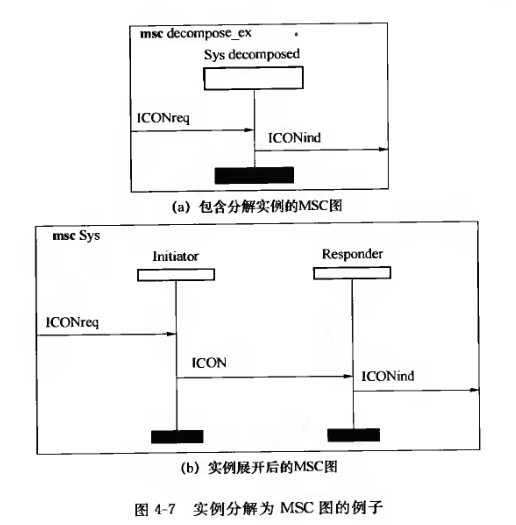 msc decompose_ex
Sys decomposed
ICONreq
ICONind
(a) 包含分解实例的MSC图
msc Sys
Initiator
Responder
ICONreq
ICON
ICONind
(b) 实例展开后的MSC图
图 4-7 实例分解为 MSC 图的例子